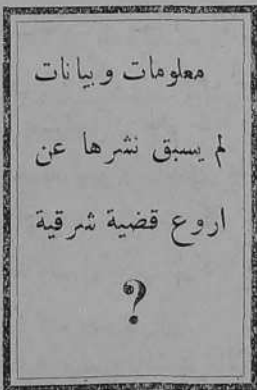 معلومات وبيانات
لم يسبق نشرها عن
اروع قضية شرقية
?